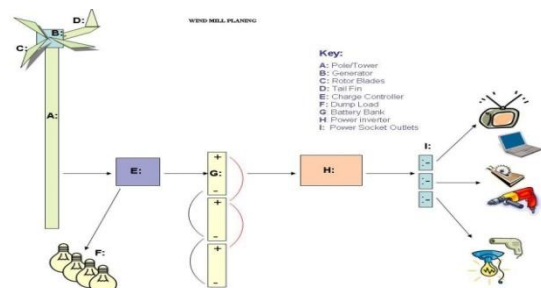 D:
WIND MILL PLANING
B:
C:
Key:
A: Pole/Tower
B: Generator
C: Rotor Blades
D: Tail Fin
E: Charge Controller
F: Dump Load
G: Battery Bank
H: Power Inverter
I: Power Socket Outlets
A:
I:
E:
+
G:
-
H:
:-
:-
:-
+
-
F:
+
-